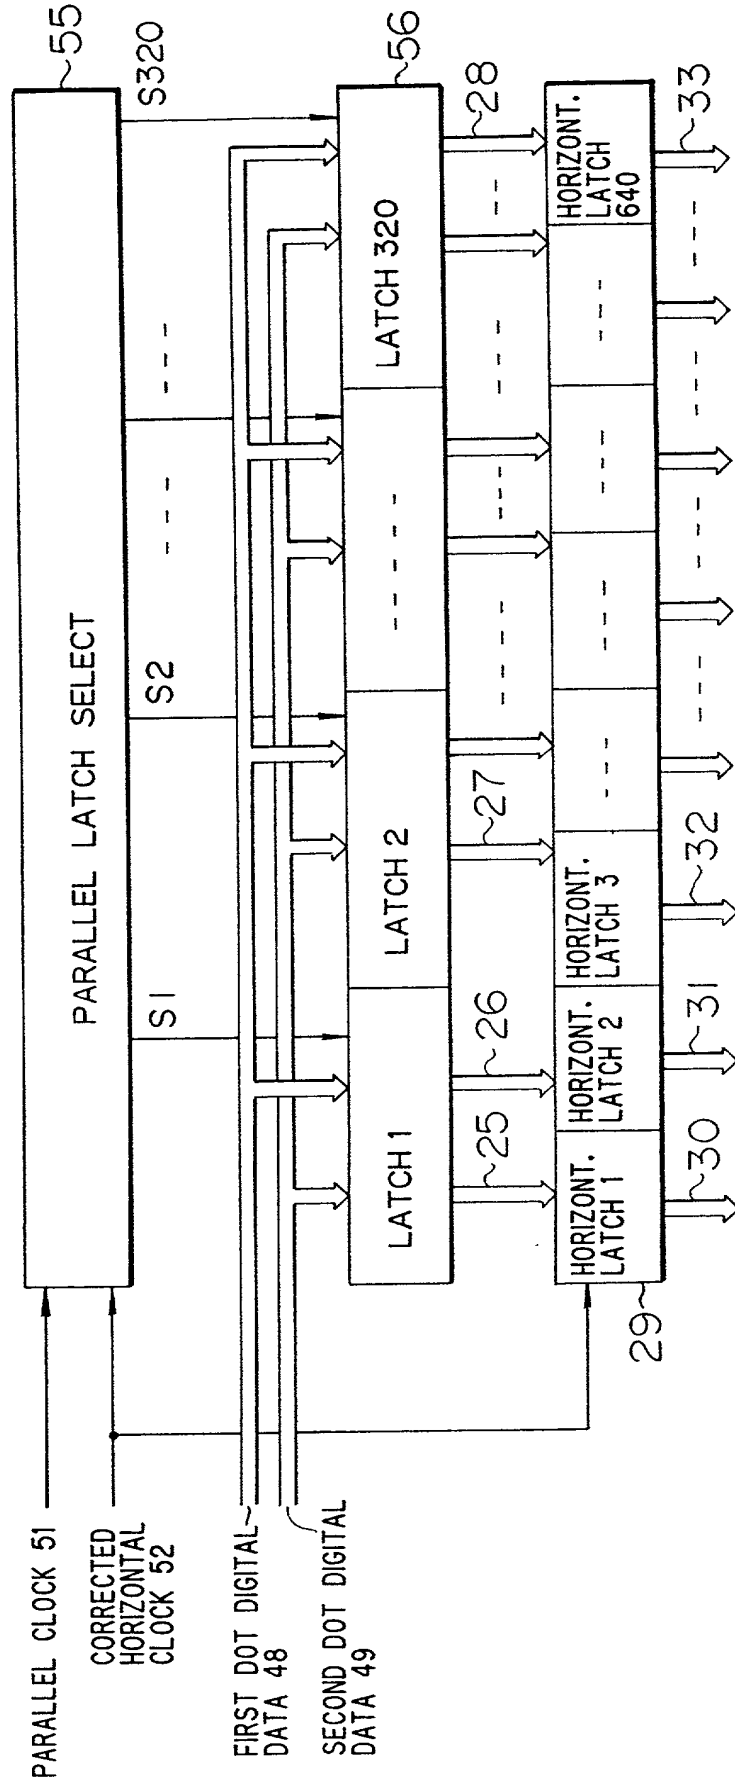 PARALLEL CLOCK 51
CORRECTED
HORIZONTAL
CLOCK 52
FIRST DOT DIGITAL
DATA 48
SECOND DOT DIGITAL
DATA 49
PARALLEL LATCH SELECT
55
S1
S2
S320
LATCH 1
LATCH 2
LATCH 320
56
25
26
27
28
HORIZONT.
LATCH 1
HORIZONT.
LATCH 2
HORIZONT.
LATCH 3
HORIZONT.
LATCH
640
29
30
31
32
33